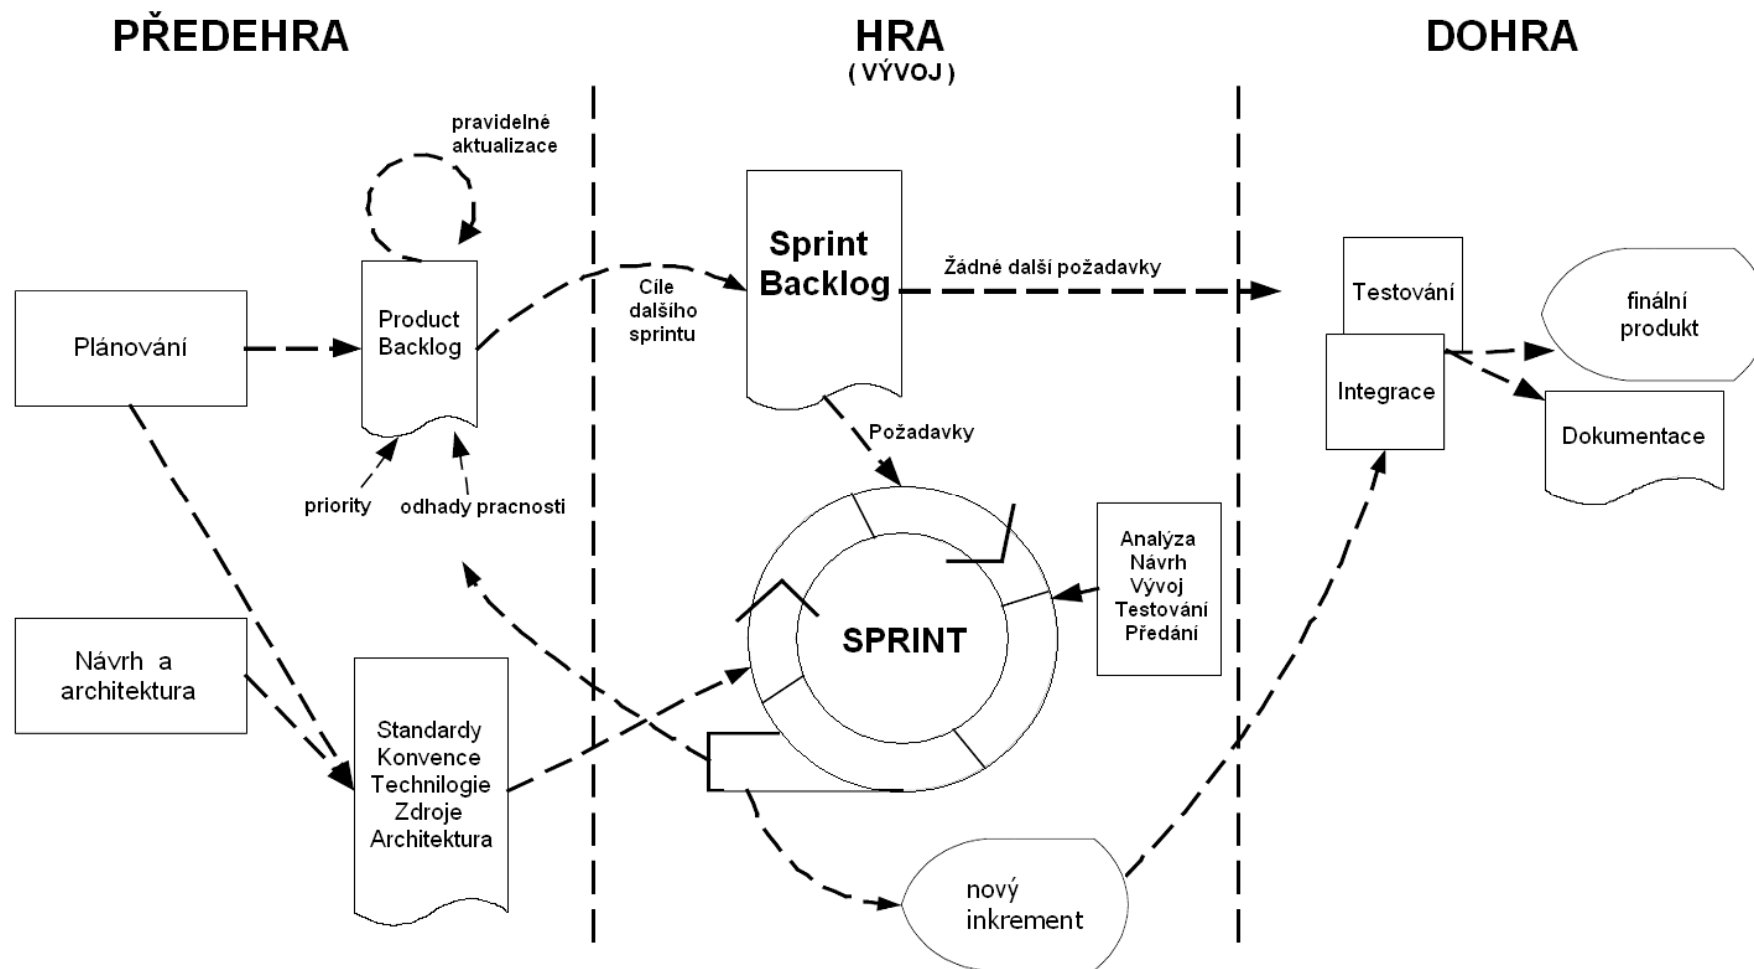 PŘEDEHRA
HRA
( VÝVOJ )
DOHRA
pravidelné
aktualizace
Plánování
Product
Backlog
priority
odhady pracnosti
Návrh a
architektura
Standardy
Konvence
Technilogie
Zdroje
Architektura
Cíle
dalšího
sprintu
Sprint
Backlog
Žádné další požadavky
Požadavky
SPRINT
Analýza
Návrh
Vývoj
Testování
Předání
nový
inkrement
Testování
Integrace
finální
produkt
Dokumentace